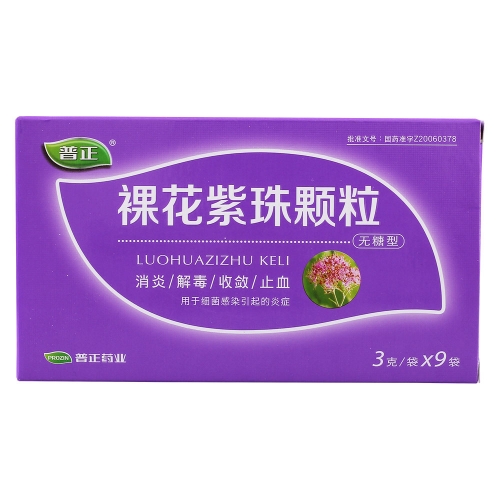 普正®
批准文号：国药准字Z20060378
裸花紫珠颗粒
无糖型
LUOHUAZIZHU KELI
消炎/解毒/收敛/止血
用于细菌感染引起的炎症
PROZIN 普正药业
3克/袋x9袋